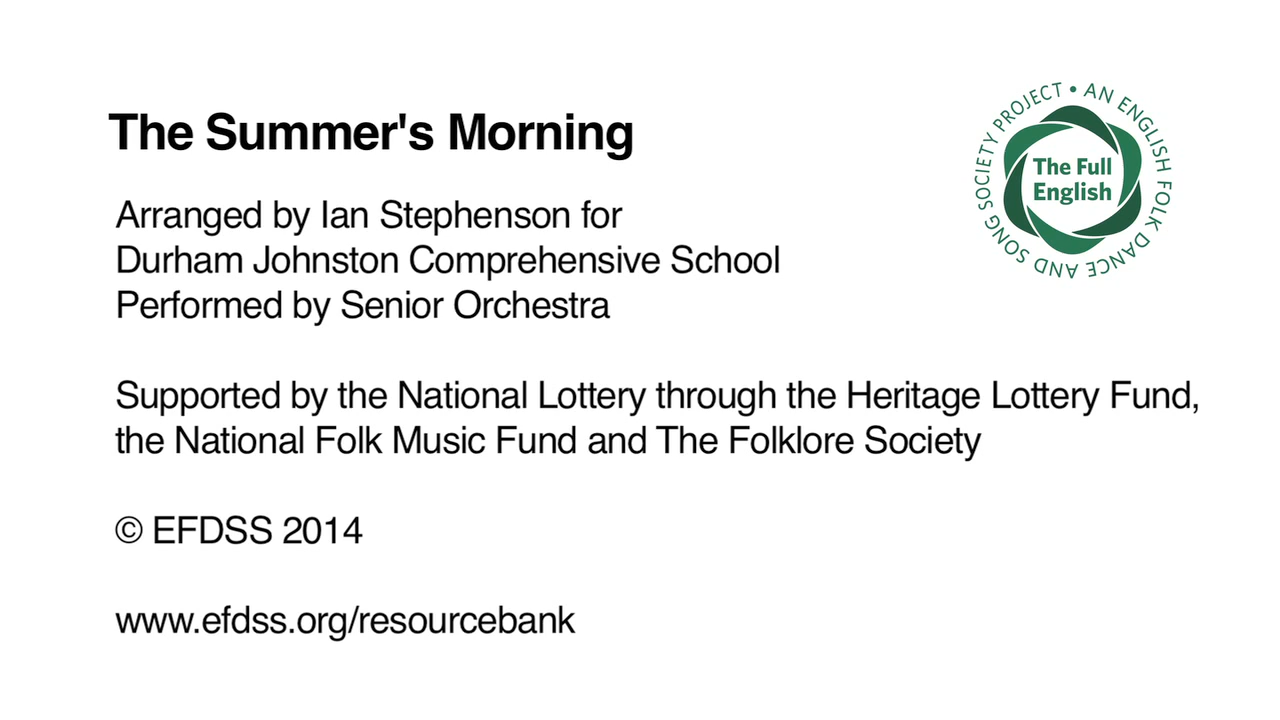 The Summer's Morning
Arranged by Ian Stephenson for
Durham Johnston Comprehensive School
Performed by Senior Orchestra
Supported by the National Lottery through the Heritage Lottery Fund,
the National Folk Music Fund and The Folklore Society
© EFDSS 2014
www.efdss.org/resourcebank
The Full
English
AN ENGLISH FOLK DANCE AND SONG SOCIETY PROJECT •